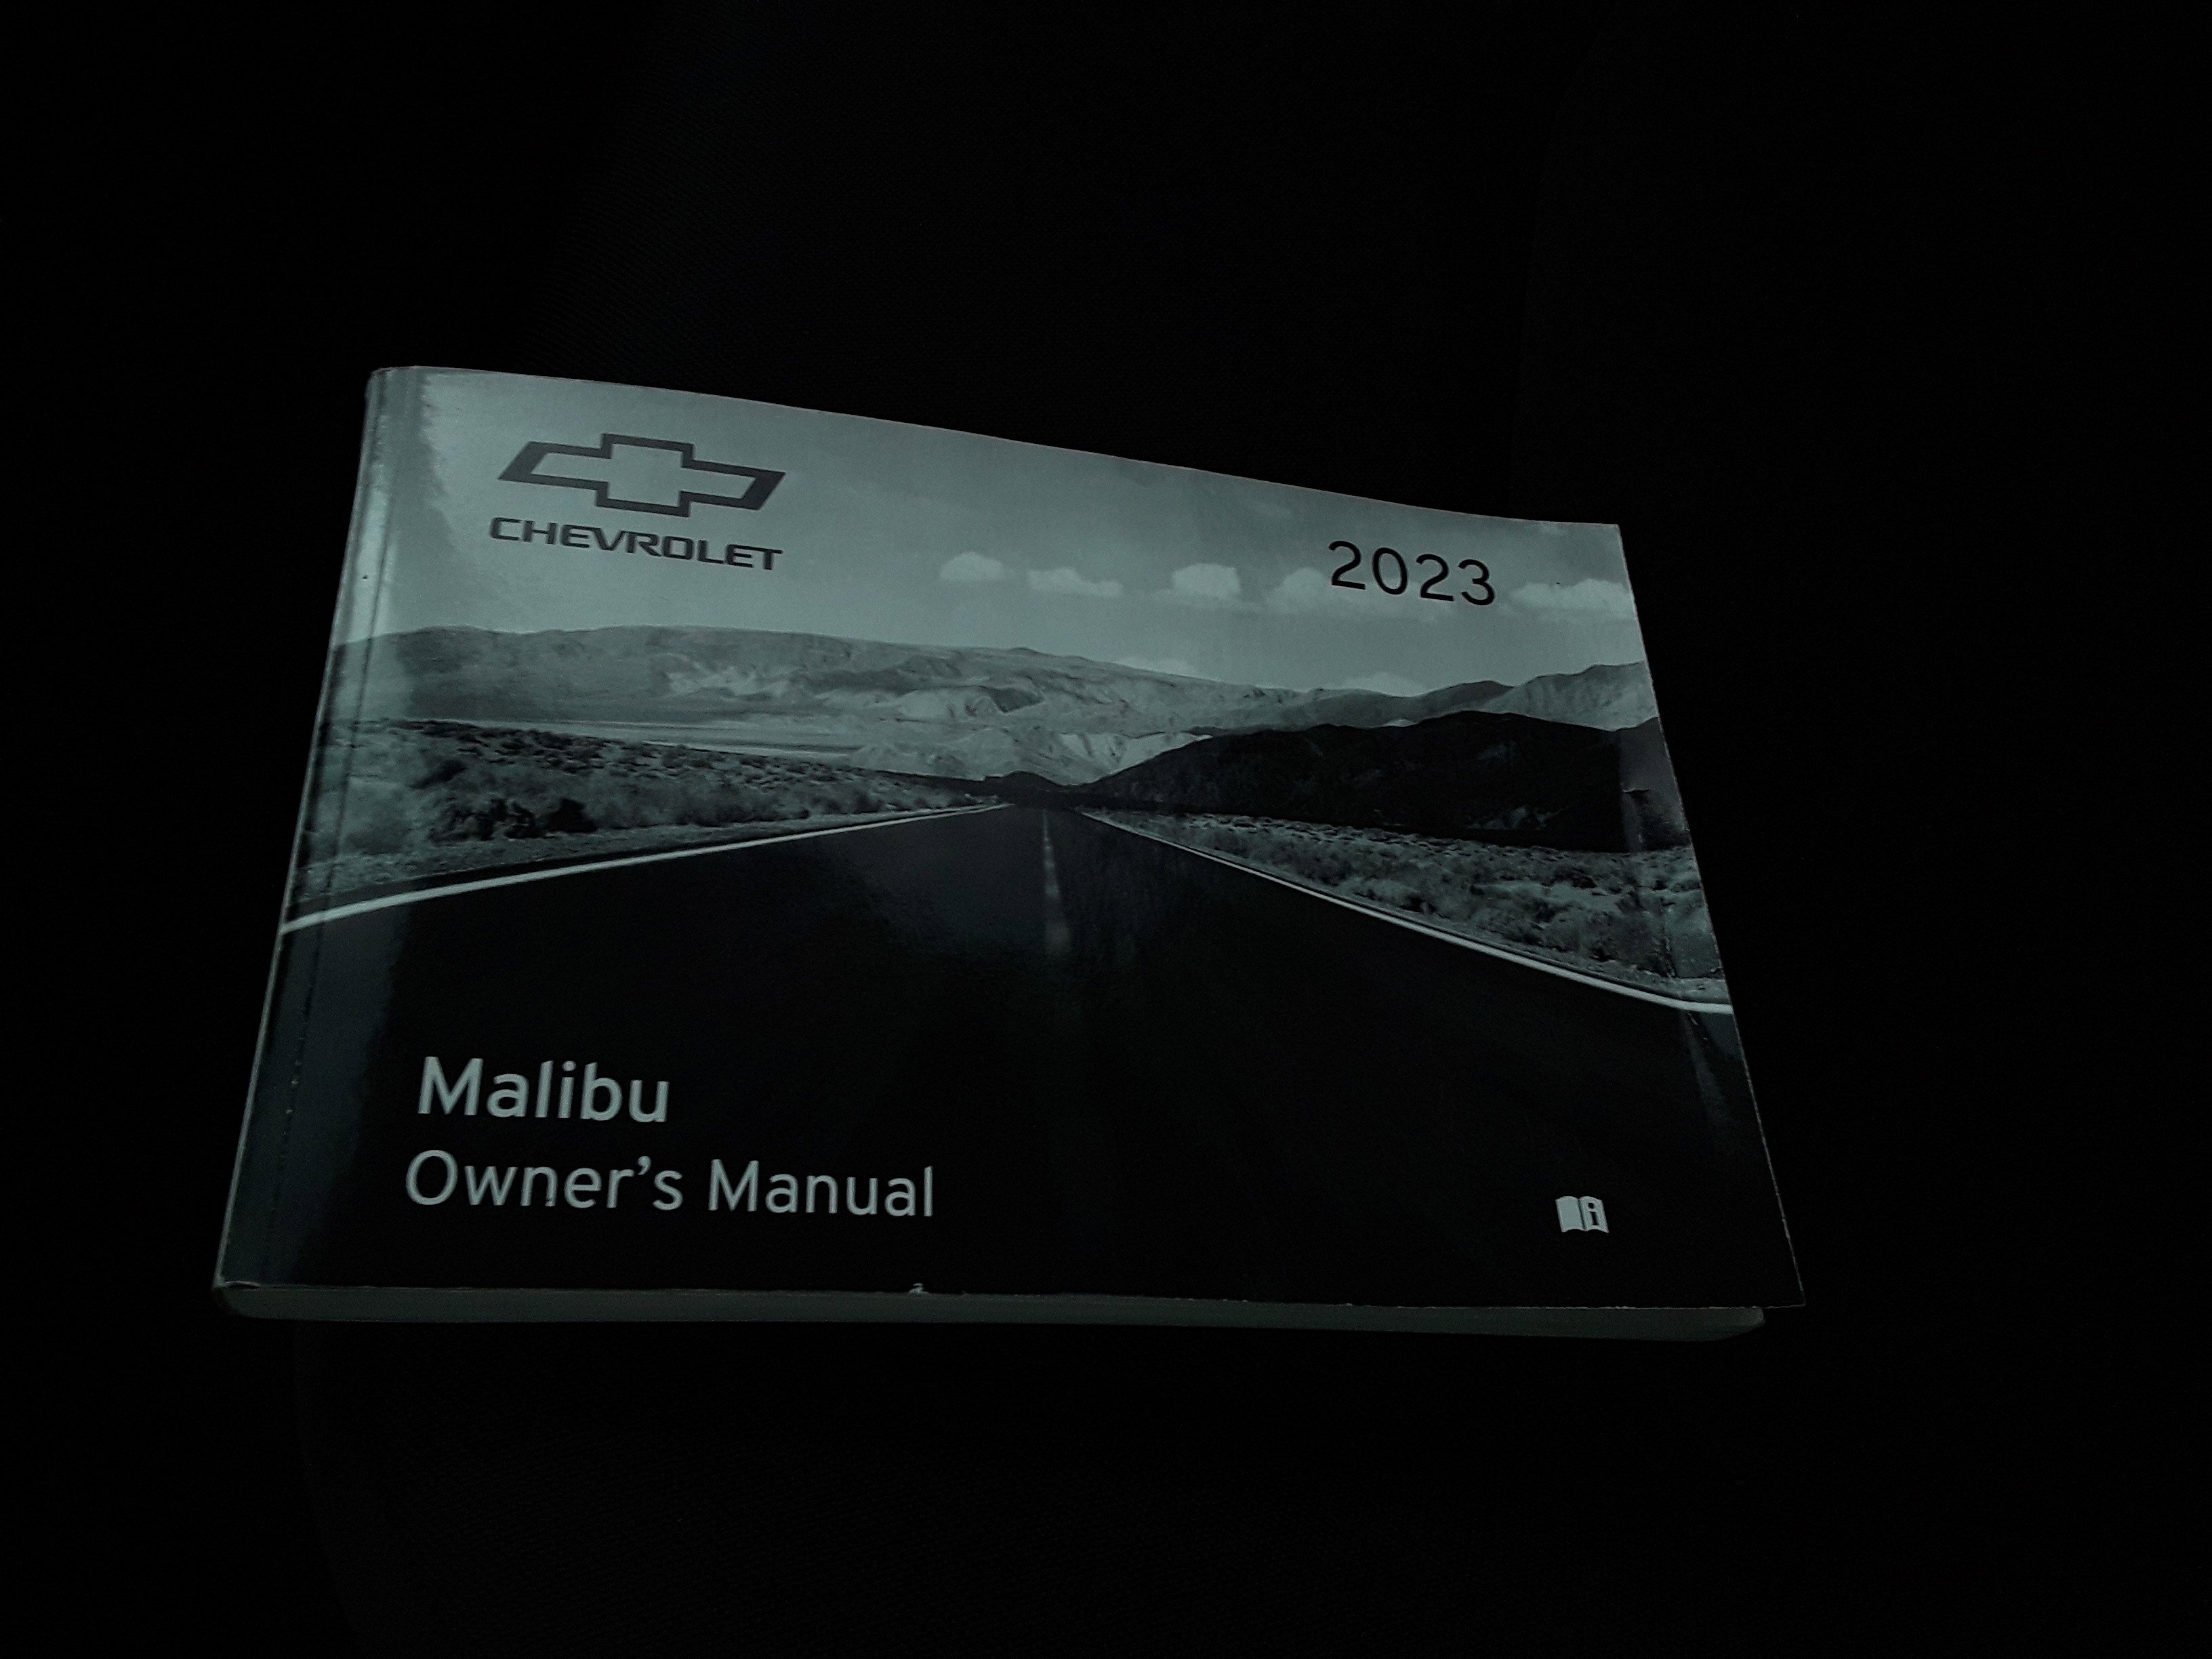 CHEVROLET
2023
Malibu
Owner’s Manual